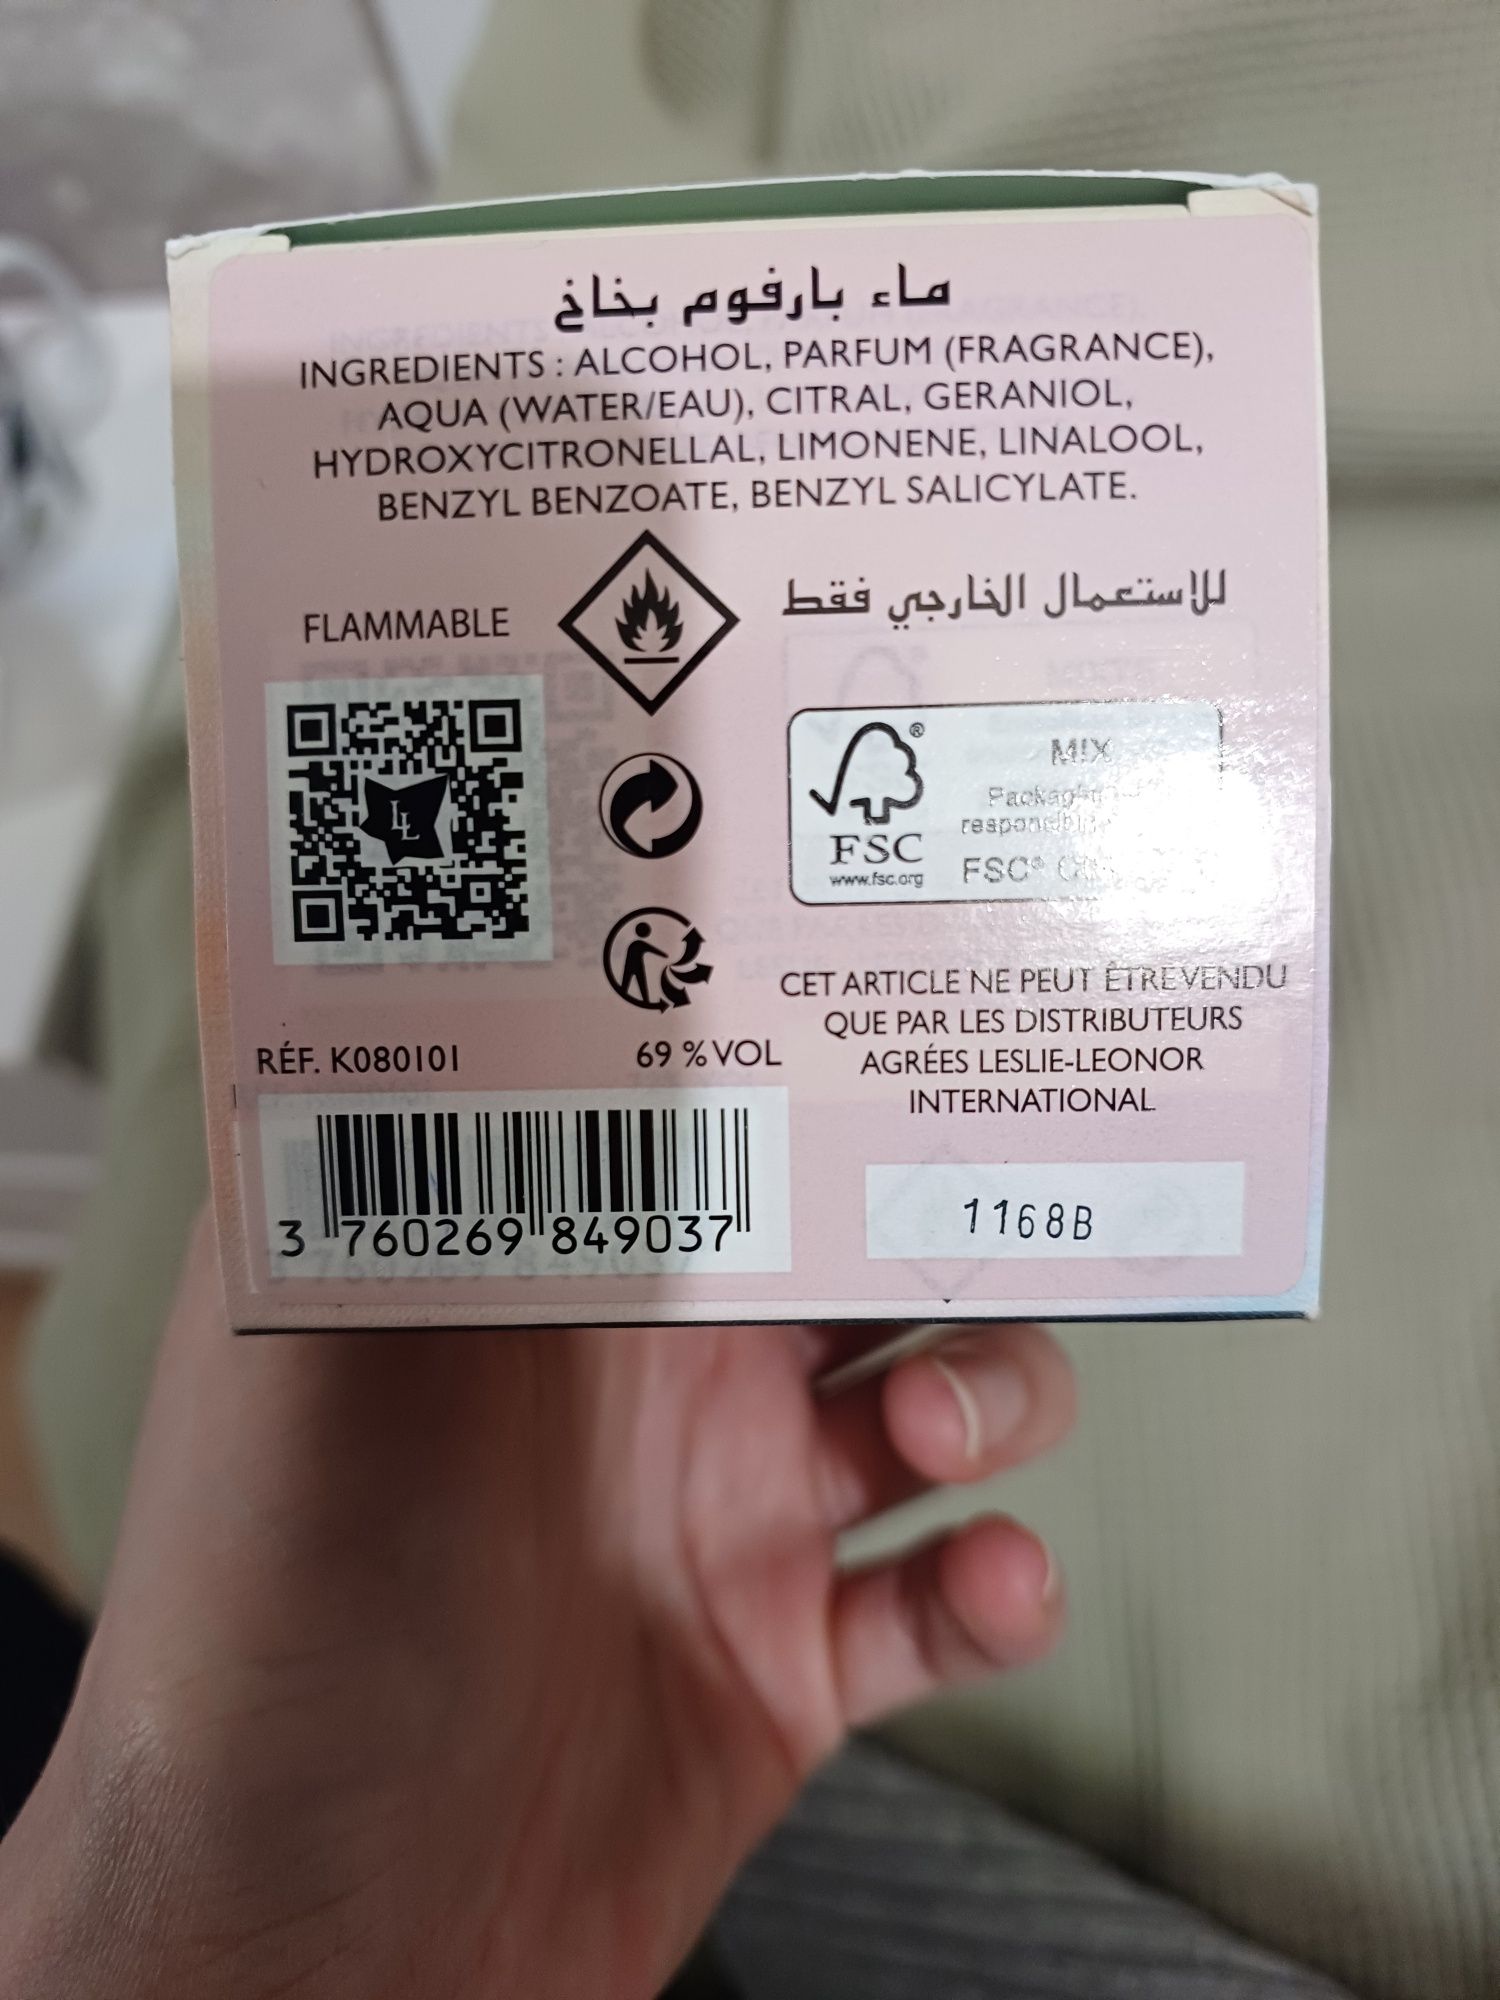 ماء بارفوم بخاخ
INGREDIENTS : ALCOHOL, PARFUM (FRAGRANCE),
AQUA (WATER/EAU), CITRAL, GERANIOL,
HYDROXYCITRONELLAL, LIMONENE, LINALOOL,
BENZYL BENZOATE, BENZYL SALICYLATE.
FLAMMABLE
للإستعمال الخارجي فقط
LL
FSC
www.fsc.org
®
MIX
FSC®
CET ARTICLE NE PEUT ÊTRE VENDU
QUE PAR LES DISTRIBUTEURS
AGRÉES LESLIE-LEONOR
INTERNATIONAL
RÉF. K080101
69 % VOL
3 760269 849037
1168B